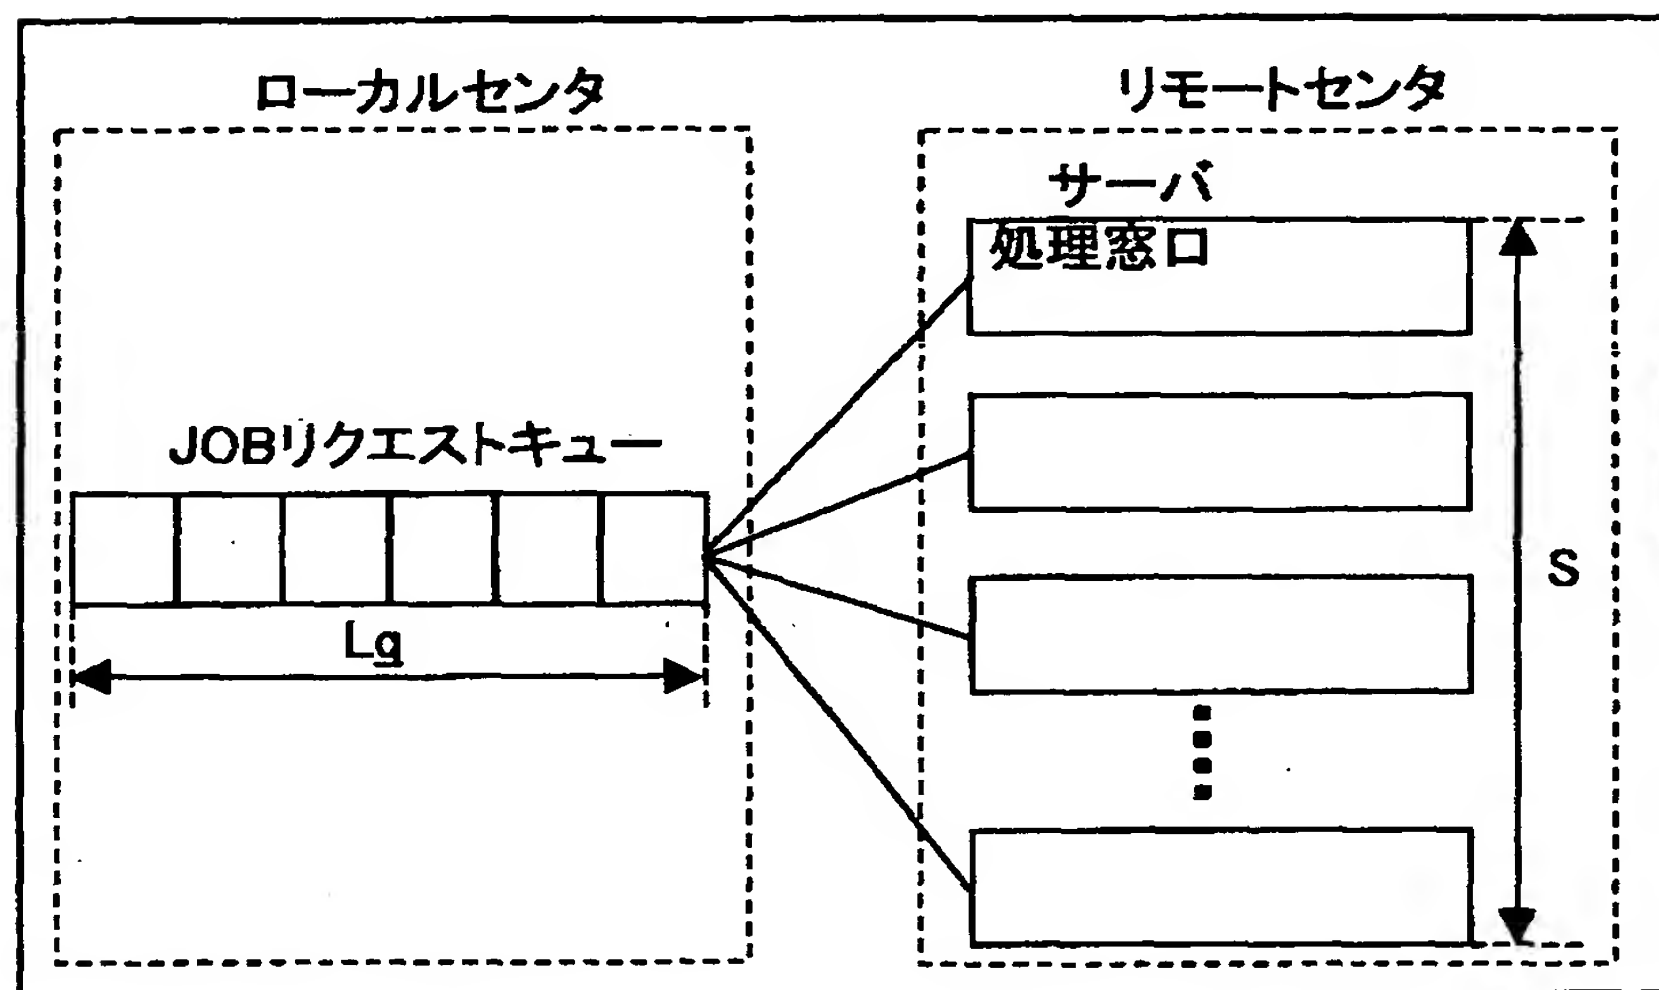 ローカルセンタ
リモートセンタ
サーバ
処理窓口
JOBリクエストキュー
Lq
S